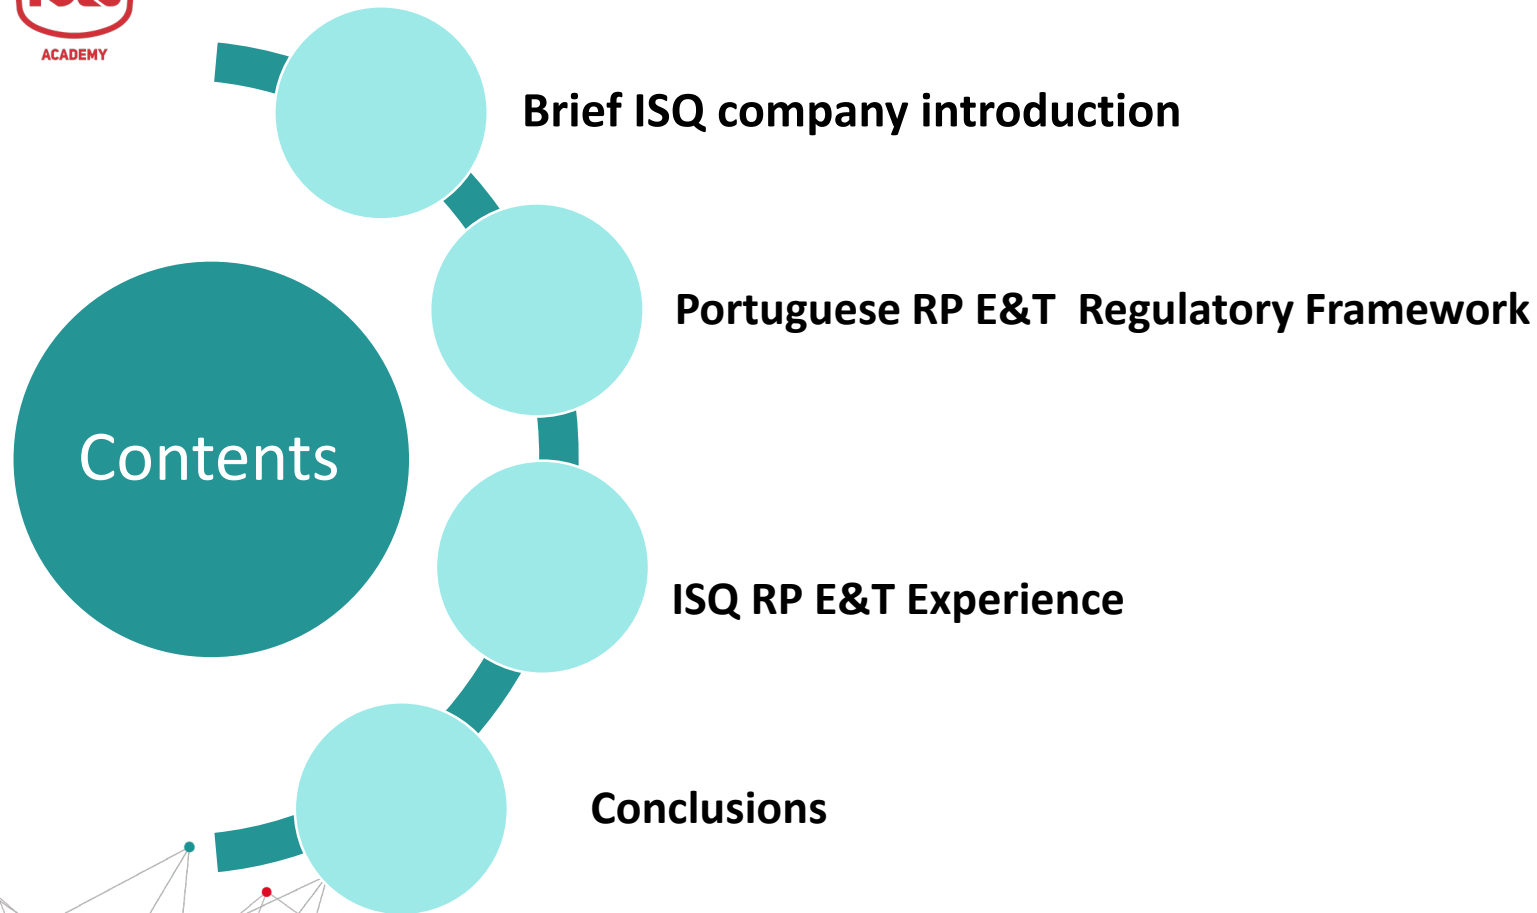 ACADEMY
Brief ISQ company introduction
Portuguese RP E&T  Regulatory Framework
Contents
ISQ RP E&T Experience
Conclusions